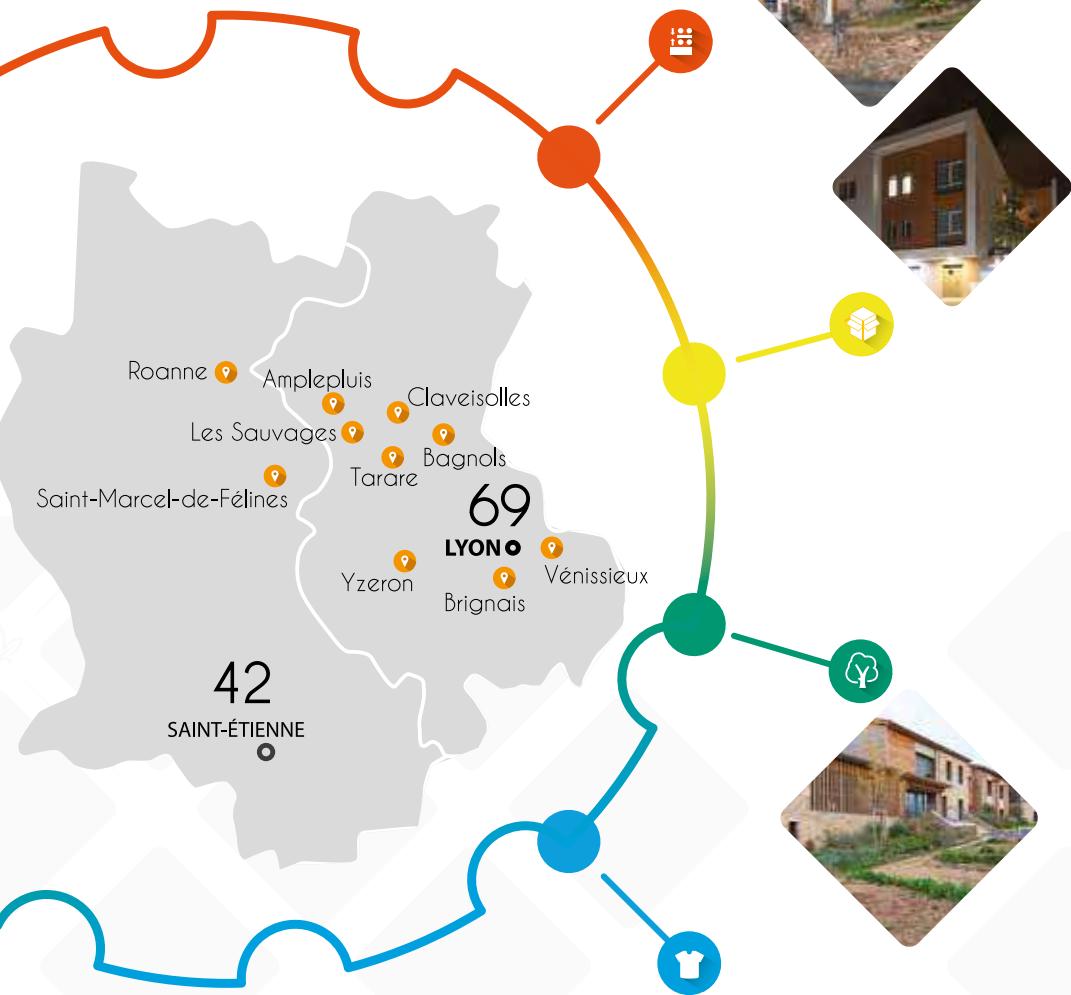 Roanne
Amplepluis
Claveisolles
Les Sauvages
Bagnols
Tarare
Saint-Marcel-de-Félines
69
LYON
Vénissieux
Yzeron
Brignais
42
SAINT-ÉTIENNE